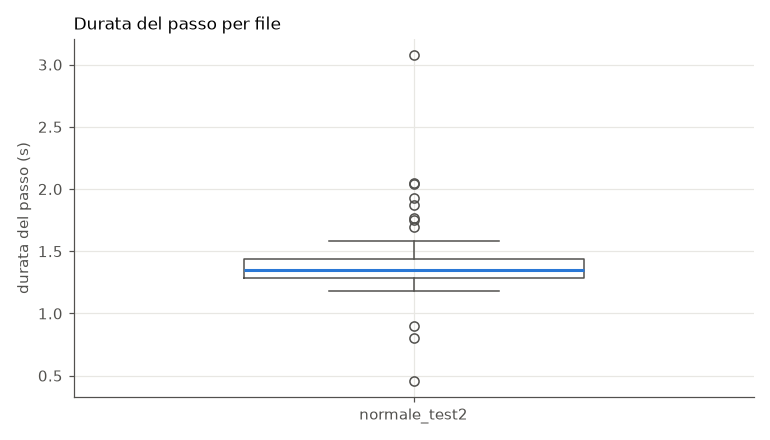 Durata del passo per file
durata del passo (s)
3.0
2.5
2.0
1.5
1.0
0.5
normale_test2